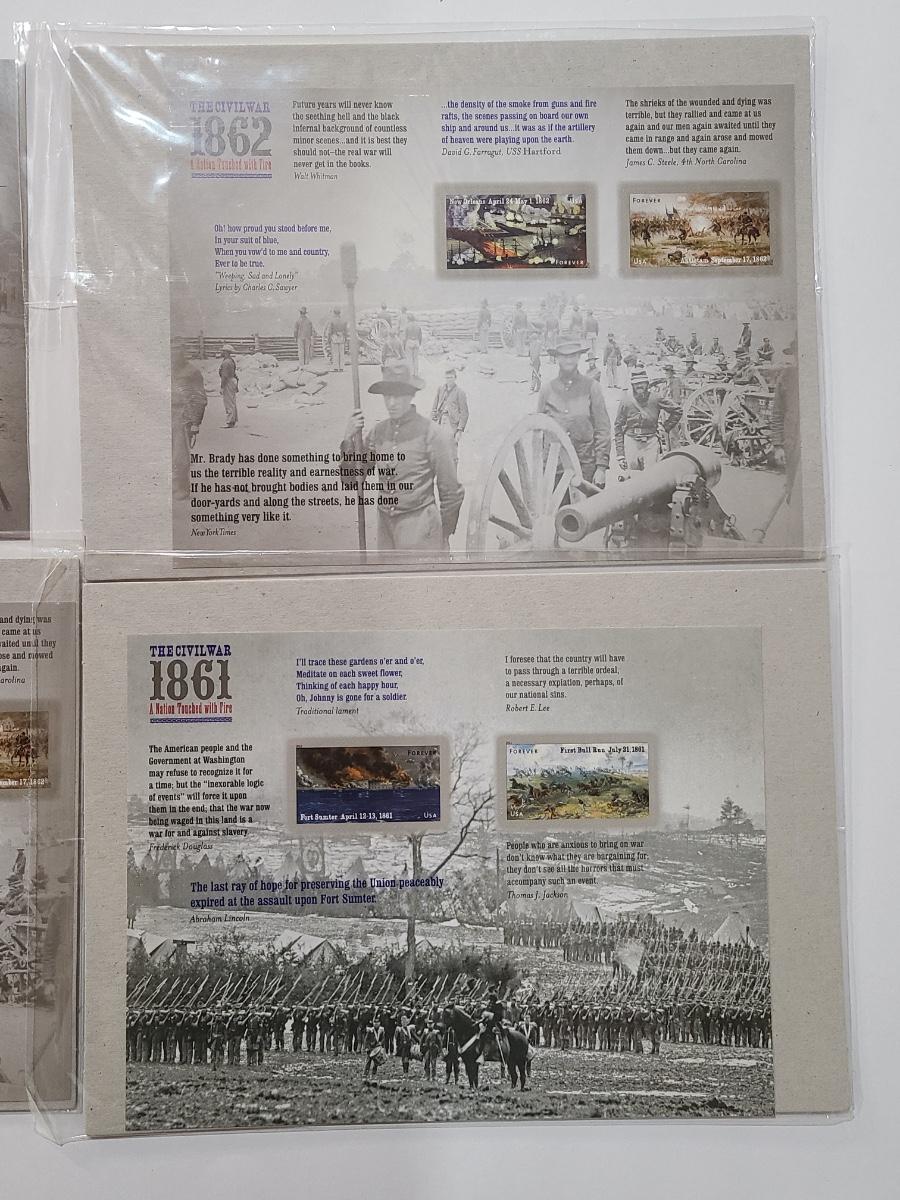 THE CIVIL WAR
1862
A Nation Touched with Fire
Future years will never know
the seething hell and the black
infernal background of countless
minor scenes...and it is best they
should not–the real war will
never get in the books.
Walt Whitman
...the density of the smoke from guns and fire
rafts, the scenes passing on board our own
ship and around us...it was as if the artillery
of heaven were playing upon the earth.
David G. Farragut, USS Hartford
The shrieks of the wounded and dying was
terrible, but they rallied and came at us
again and our men again awaited until they
came in range and again arose and mowed
them down...but they came again.
James C. Steele, 4th North Carolina
New Orleans April 24-May 1, 1862 USA
FOREVER
FOREVER
USA Antietam September 17, 1862
Oh! how proud you stood before me,
In your suit of blue,
When you vow'd to me and country,
Ever to be true.
"Weeping, Sad and Lonely"
Lyrics by Charles C. Sawyer
Mr. Brady has done something to bring home to
us the terrible reality and earnestness of war.
If he has not brought bodies and laid them in our
door-yards and along the streets, he has done
something very like it.
New York Times
and dying was
came at us
waited until they
ose and mowed
gain.
arolina
ember 17, 1862
THE CIVIL WAR
1861
A Nation Touched with Fire
I'll trace these gardens o'er and o'er,
Meditate on each sweet flower,
Thinking of each happy hour,
Oh, Johnny is gone for a soldier.
Traditional lament
I foresee that the country will have
to pass through a terrible ordeal,
a necessary expiation, perhaps, of
our national sins.
Robert E. Lee
The American people and the
Government at Washington
may refuse to recognize it for
a time; but the "inexorable logic
of events" will force it upon
them in the end; that the war now
being waged in this land is a
war for and against slavery.
Frederick Douglass
FOREVER
Fort Sumter April 12-13, 1861 USA
FOREVER First Bull Run July 21, 1861
USA
People who are anxious to bring on war
don't know what they are bargaining for;
they don't see all the horrors that must
accompany such an event.
Thomas J. Jackson
The last ray of hope for preserving the Union peaceably
expired at the assault upon Fort Sumter.
Abraham Lincoln